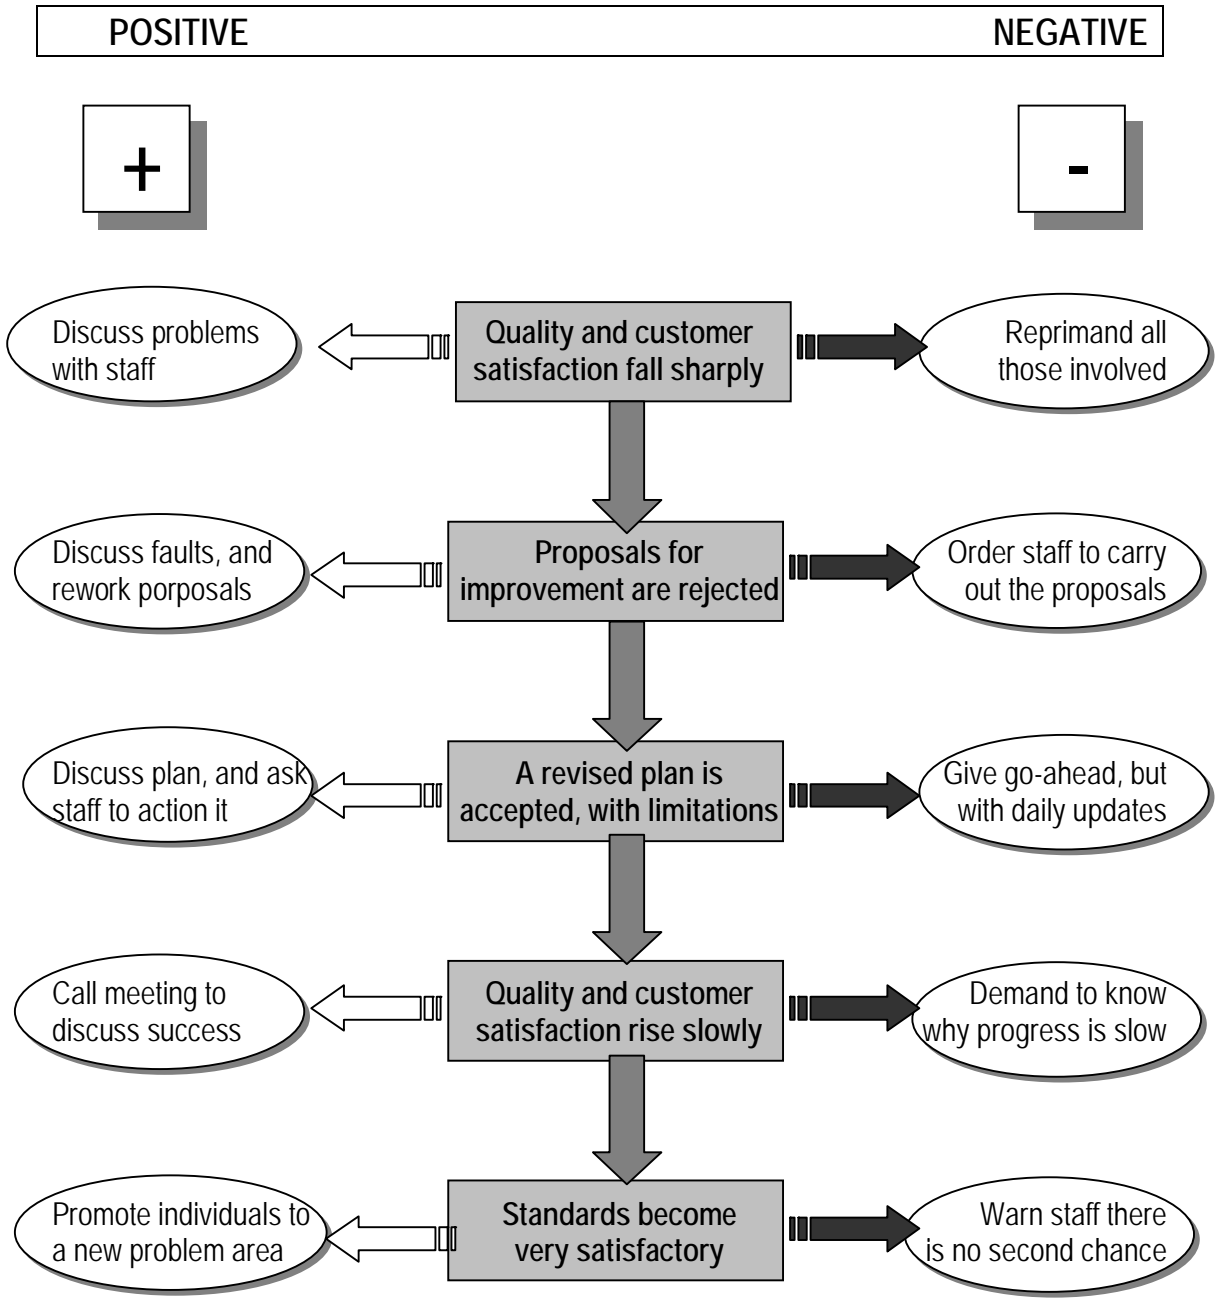 POSITIVE
NEGATIVE
+
-
Discuss problems
with staff
Quality and customer
satisfaction fall sharply
Reprimand all
those involved
Discuss faults, and
rework porposals
Proposals for
improvement are rejected
Order staff to carry
out the proposals
Discuss plan, and ask
staff to action it
A revised plan is
accepted, with limitations
Give go-ahead, but
with daily updates
Call meeting to
discuss success
Quality and customer
satisfaction rise slowly
Demand to know
why progress is slow
Promote individuals to
a new problem area
Standards become
very satisfactory
Warn staff there
is no second chance